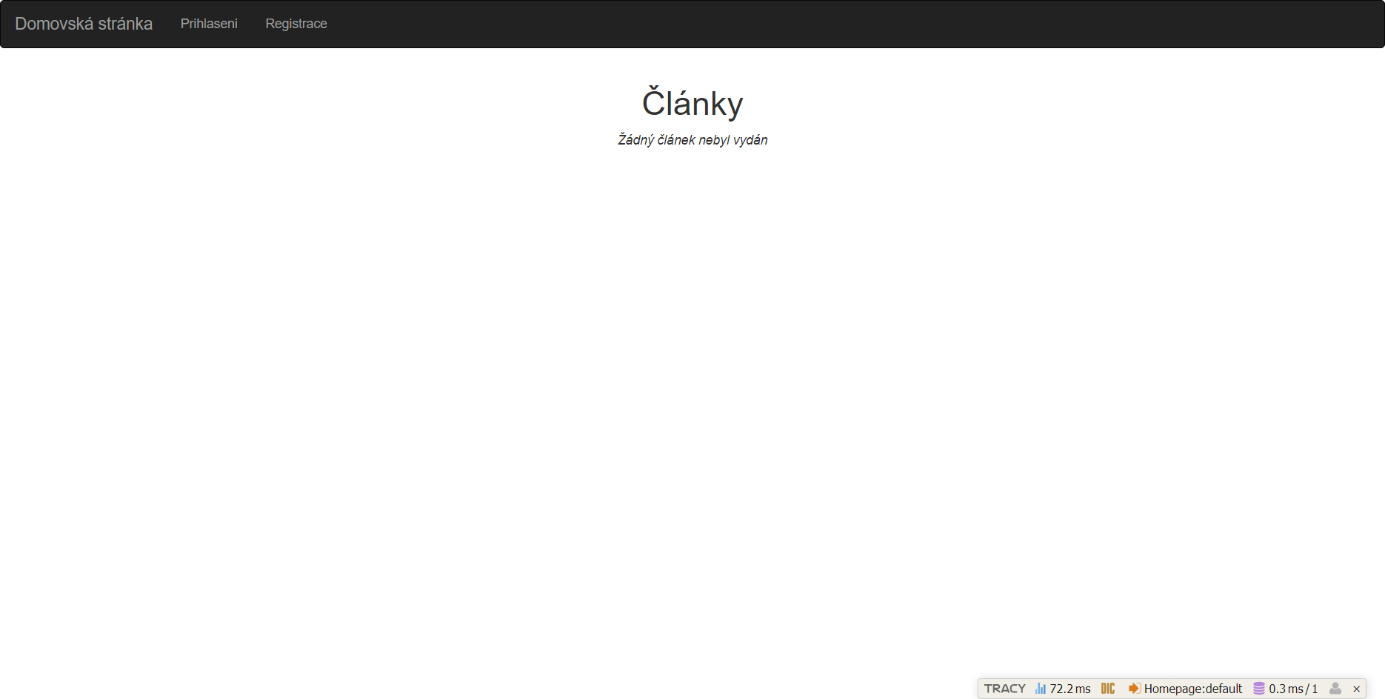 Domovská stránka Prihlaseni Registrace
Články
Žádný článek nebyl vydán
TRACY 72.2 ms DIC Homepage:default 0.3 ms / 1 ×